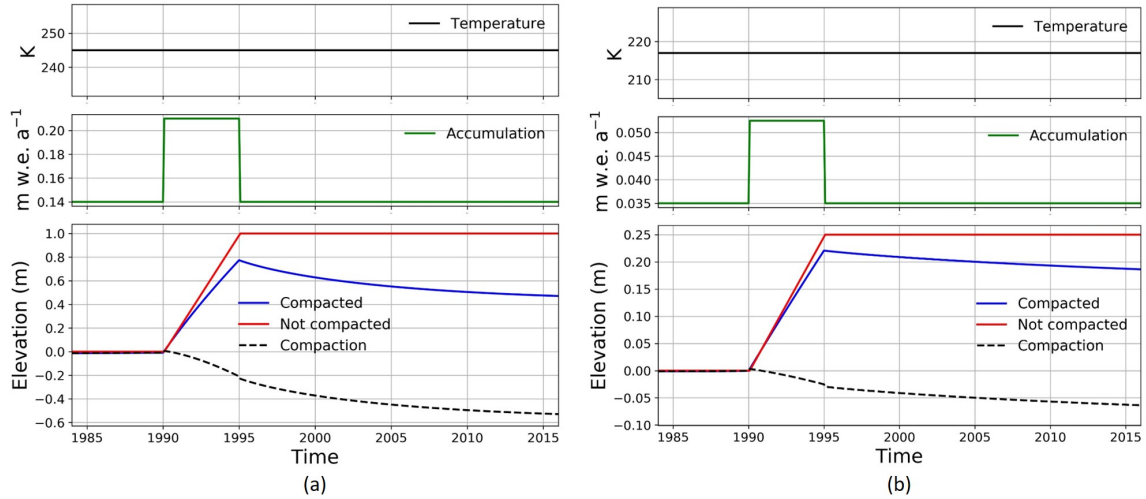 Temperature
K
250
240
Accumulation
m w.e. a⁻¹
0.20
0.18
0.16
0.14
Elevation (m)
1.0
0.8
0.6
0.4
0.2
0.0
−0.2
−0.4
−0.6
Compacted
Not compacted
Compaction
1985 1990 1995 2000 2005 2010 2015
Time
(a)
Temperature
K
220
210
Accumulation
m w.e. a⁻¹
0.050
0.045
0.040
0.035
Elevation (m)
0.25
0.20
0.15
0.10
0.05
0.00
−0.05
−0.10
Compacted
Not compacted
Compaction
1985 1990 1995 2000 2005 2010 2015
Time
(b)